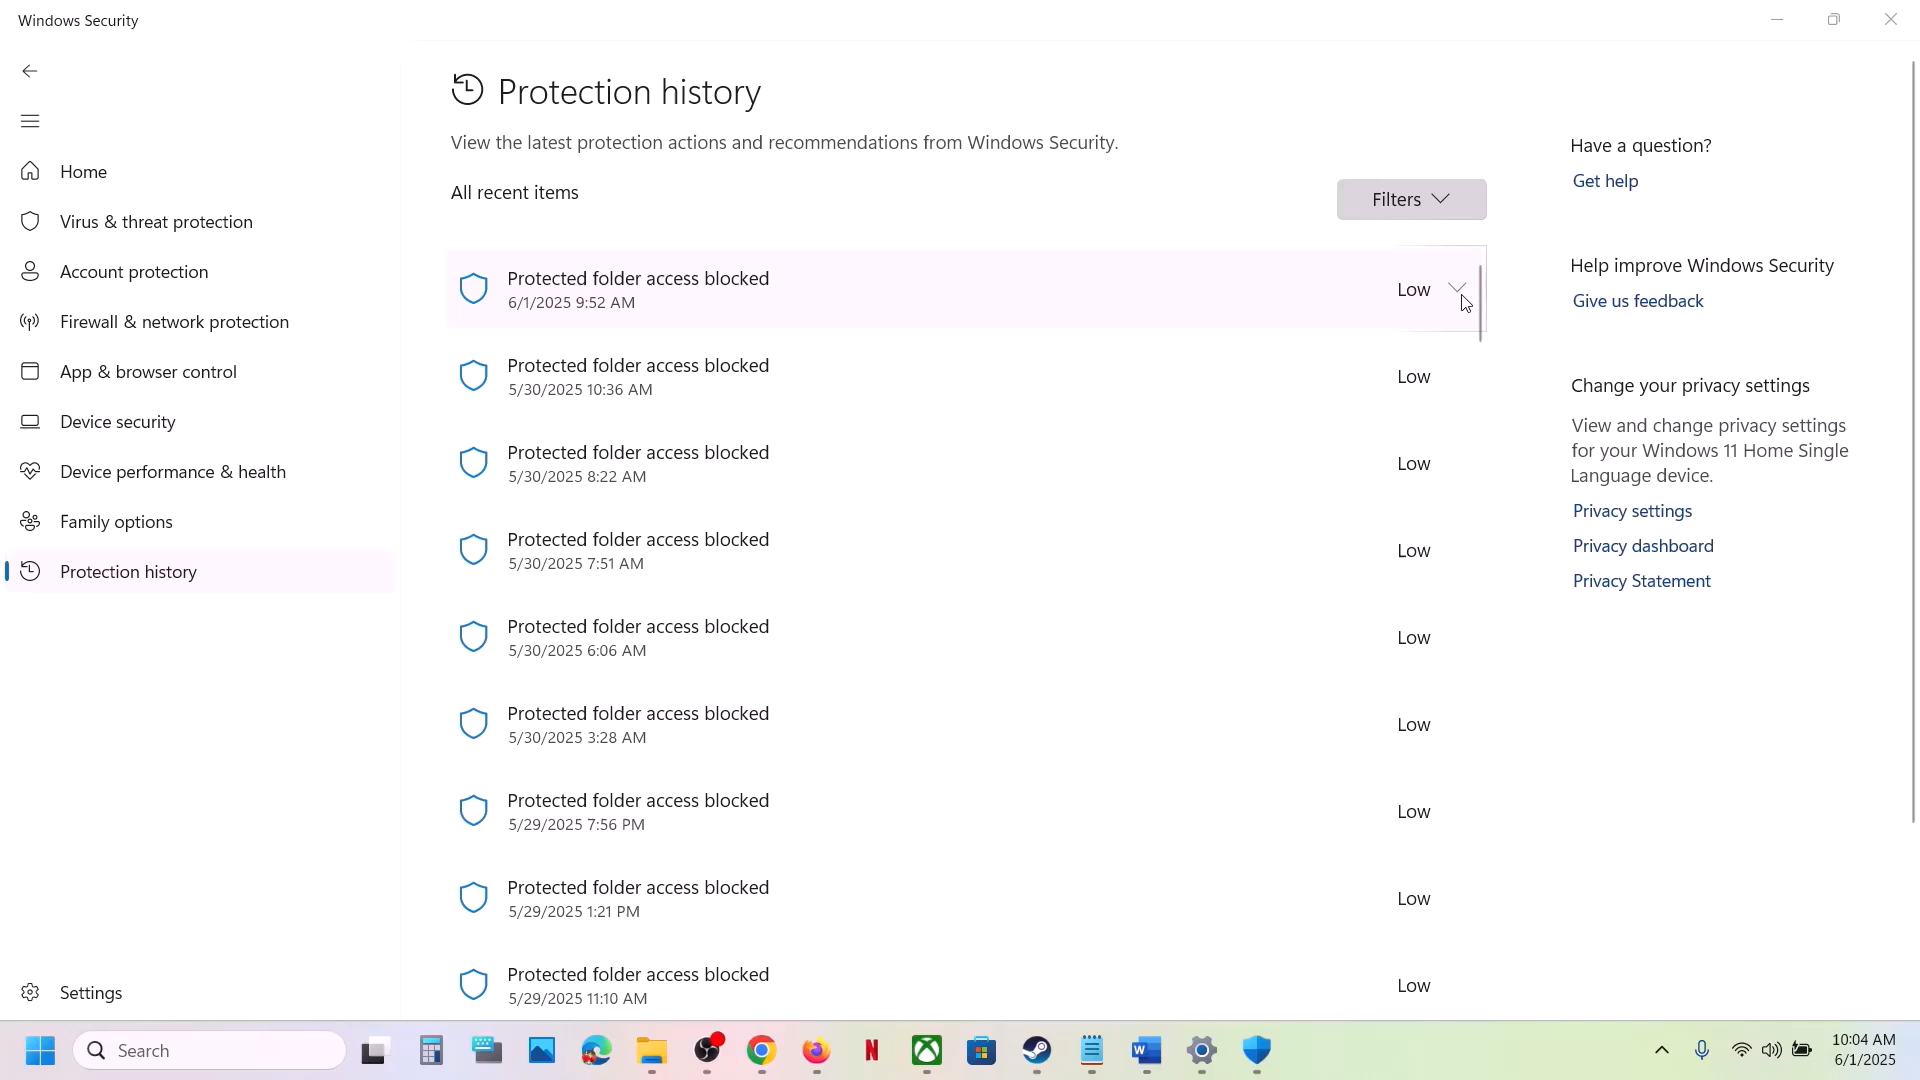 Windows Security
Home
Virus & threat protection
Account protection
Firewall & network protection
App & browser control
Device security
Device performance & health
Family options
Protection history
Settings
Protection history
View the latest protection actions and recommendations from Windows Security.
All recent items
Filters
Protected folder access blocked
6/1/2025 9:52 AM
Low
Protected folder access blocked
5/30/2025 10:36 AM
Low
Protected folder access blocked
5/30/2025 8:22 AM
Low
Protected folder access blocked
5/30/2025 7:51 AM
Low
Protected folder access blocked
5/30/2025 6:06 AM
Low
Protected folder access blocked
5/30/2025 3:28 AM
Low
Protected folder access blocked
5/29/2025 7:56 PM
Low
Protected folder access blocked
5/29/2025 1:21 PM
Low
Protected folder access blocked
5/29/2025 11:10 AM
Low
Have a question?
Get help
Help improve Windows Security
Give us feedback
Change your privacy settings
View and change privacy settings
for your Windows 11 Home Single
Language device.
Privacy settings
Privacy dashboard
Privacy Statement
Search
10:04 AM
6/1/2025